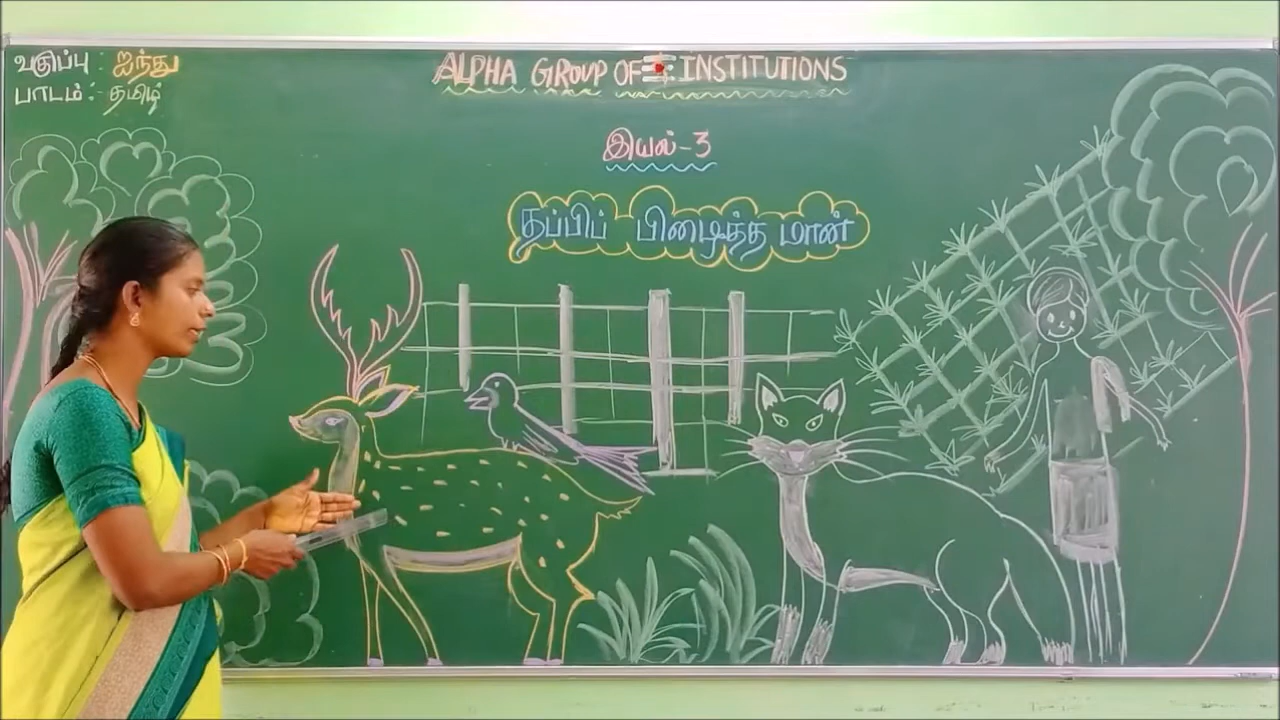 வகுப்பு : ஐந்து
பாடம் : தமிழ்
ALPHA GROUP OF INSTITUTIONS
இயல் - 3
தப்பிப் பிழைத்த மான்